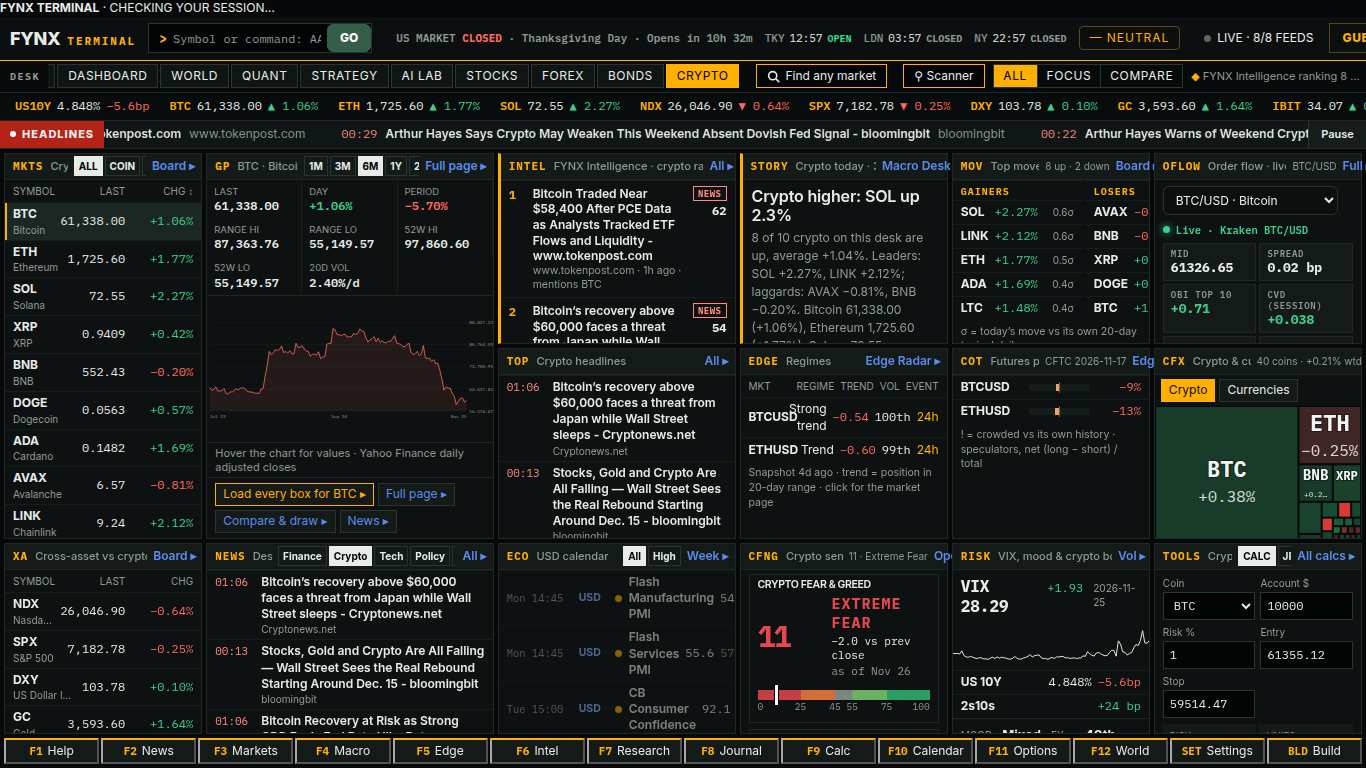 FYNX TERMINAL · CHECKING YOUR SESSION...
FYNX TERMINAL > Symbol or command: AA GO US MARKET CLOSED · Thanksgiving Day · Opens in 10h 32m TKY 12:57 OPEN LDN 03:57 CLOSED NY 22:57 CLOSED — NEUTRAL LIVE · 8/8 FEEDS GUE
DESK DASHBOARD WORLD QUANT STRATEGY AI LAB STOCKS FOREX BONDS CRYPTO Find any market Scanner ALL FOCUS COMPARE ◆ FYNX Intelligence ranking 8 ...
US10Y 4.848% −5.6bp BTC 61,338.00 ▲ 1.06% ETH 1,725.60 ▲ 1.77% SOL 72.55 ▲ 2.27% NDX 26,046.90 ▼ 0.64% SPX 7,182.78 ▼ 0.25% DXY 103.78 ▲ 0.10% GC 3,593.60 ▲ 1.64% IBIT 34.07 ▲
HEADLINES okenpost.com www.tokenpost.com 00:29 Arthur Hayes Says Crypto May Weaken This Weekend Absent Dovish Fed Signal - bloomingbit bloomingbit 00:22 Arthur Hayes Warns of Weekend Crypt Pause
MKTS Cry ALL COIN Board ▸
SYMBOL LAST CHG ↕
BTC 61,338.00 +1.06%
Bitcoin
ETH 1,725.60 +1.77%
Ethereum
SOL 72.55 +2.27%
Solana
XRP 0.9409 +0.42%
XRP
BNB 552.43 −0.20%
BNB
DOGE 0.0563 +0.57%
Dogecoin
ADA 0.1482 +1.69%
Cardano
AVAX 6.57 −0.81%
Avalanche
LINK 9.24 +2.12%
Chainlink
GP BTC · Bitcoi 1M 3M 6M 1Y 2 Full page ▸
LAST DAY PERIOD
61,338.00 +1.06% −5.70%
RANGE HI RANGE LO 52W HI
87,363.76 55,149.57 97,860.60
52W LO 20D VOL
55,149.57 2.40%/d
Hover the chart for values · Yahoo Finance daily
adjusted closes
Load every box for BTC ▸ Full page ▸
Compare & draw ▸ News ▸
INTEL FYNX Intelligence · crypto ra All ▸
1 Bitcoin Traded Near NEWS
$58,400 After PCE Data 62
as Analysts Tracked ETF
Flows and Liquidity -
www.tokenpost.com
www.tokenpost.com · 1h ago ·
mentions BTC
2 Bitcoin's recovery above NEWS
$60,000 faces a threat 54
from Japan while Wall
STORY Crypto today · Macro Desk
Crypto higher: SOL up
2.3%
8 of 10 crypto on this desk are
up, average +1.04%. Leaders:
SOL +2.27%, LINK +2.12%;
laggards: AVAX −0.81%, BNB
−0.20%. Bitcoin 61,338.00
(+1.06%), Ethereum 1,725.60
MOV Top move 8 up · 2 down Board ▸
GAINERS LOSERS
SOL +2.27% 0.6σ AVAX −0
LINK +2.12% 0.5σ BNB −0
ETH +1.77% 0.5σ XRP +0
ADA +1.69% 0.4σ DOGE +0
LTC +1.48% 0.4σ BTC +1
σ = today's move vs its own 20-day
OFLOW Order flow · live BTC/USD Full
BTC/USD · Bitcoin
Live · Kraken BTC/USD
MID SPREAD
61326.65 0.02 bp
OBI TOP 10 CVD (SESSION)
+0.71 +0.038
TOP Crypto headlines All ▸
01:06 Bitcoin's recovery above
$60,000 faces a threat from
Japan while Wall Street
sleeps - Cryptonews.net
Cryptonews.net
00:13 Stocks, Gold and Crypto Are
All Falling — Wall Street Sees
the Real Rebound Starting
Around Dec. 15 - bloomingbit
bloomingbit
EDGE Regimes Edge Radar ▸
MKT REGIME TREND VOL EVENT
BTCUSD Strong trend −0.54 100th 24h
ETHUSD Trend −0.60 99th 24h
Snapshot 4d ago · trend = position in
20-day range · click for the market
page
COT Futures p CFTC 2026-11-17 Edg
BTCUSD −9%
ETHUSD −13%
! = crowded vs its own history ·
speculators, net (long − short) /
total
CFX Crypto & cu 40 coins · +0.21% wtd
Crypto Currencies
BTC
+0.38%
ETH
−0.25%
BNB XRP
+0.2…
XA Cross-asset vs crypto Board ▸
SYMBOL LAST CHG
NDX 26,046.90 −0.64%
Nasda...
SPX 7,182.78 −0.25%
S&P 500
DXY 103.78 +0.10%
US Dollar I...
GC 3,593.60 +1.64%
Gold
NEWS Des Finance Crypto Tech Policy All ▸
01:06 Bitcoin's recovery above $60,000
faces a threat from Japan while Wall
Street sleeps - Cryptonews.net
Cryptonews.net
00:13 Stocks, Gold and Crypto Are All Falling
— Wall Street Sees the Real Rebound
Starting Around Dec. 15 - bloomingbit
bloomingbit
01:06 Bitcoin Recovery at Risk as Strong
ECO USD calendar All High Week ▸
Mon 14:45 USD Flash Manufacturing PMI 54
Mon 14:45 USD Flash Services PMI 55.6 57
Tue 15:00 USD CB Consumer Confidence 92.1
CFNG Crypto sen 11 · Extreme Fear Op
CRYPTO FEAR & GREED
11 EXTREME FEAR
−2.0 vs prev close
as of Nov 26
0 25 45 55 75 100
RISK VIX, mood & crypto bo Vol ▸
VIX 28.29 +1.93 2026-11-25
US 10Y 4.848% −5.6bp
2s10s +24 bp
TOOLS Cryp CALC All calcs ▸
Coin Account $
BTC 10000
Risk % Entry
1 61355.12
Stop
59514.47
F1 Help F2 News F3 Markets F4 Macro F5 Edge F6 Intel F7 Research F8 Journal F9 Calc F10 Calendar F11 Options F12 World SET Settings BLD Build